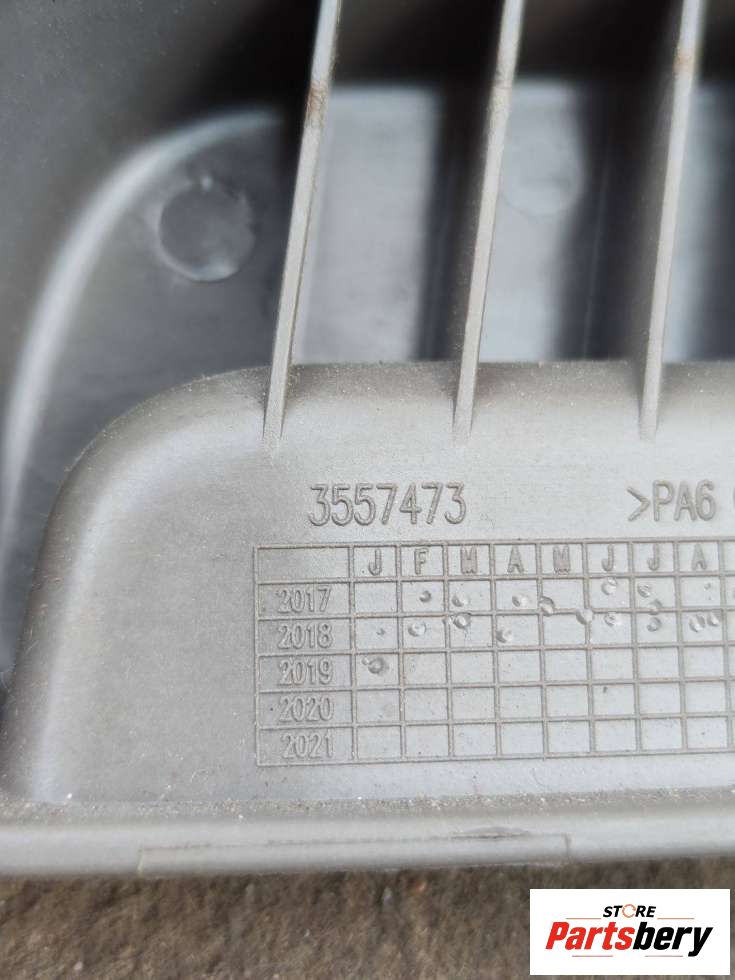 3557473 >PA6
J F M A M J J A
2017
2018
2019
2020
2021
STORE
Partsbery